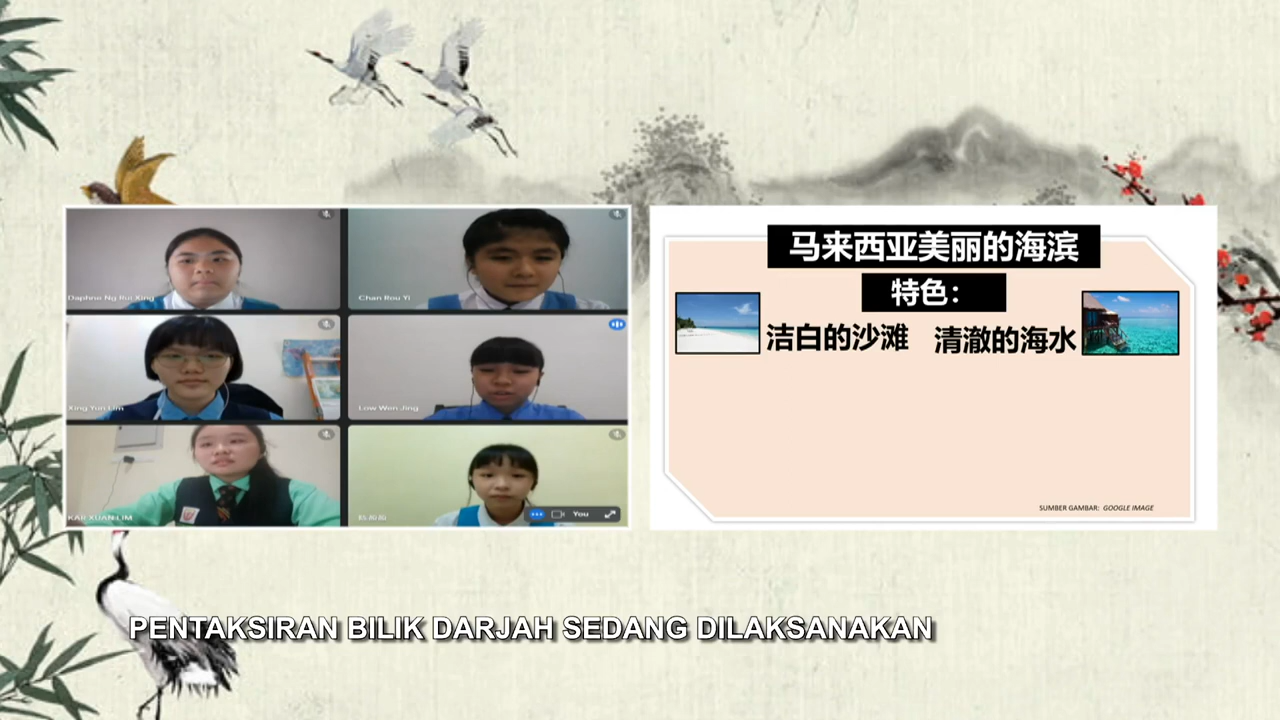 Daphne Ng Rui Xing
Chan Rou Yi
Xing Yun Lim
Low Wen Jing
KAR XUAN LIM
You
马来西亚美丽的海滨
特色：
洁白的沙滩
清澈的海水
SUMBER GAMBAR: GOOGLE IMAGE
PENTAKSIRAN BILIK DARJAH SEDANG DILAKSANAKAN